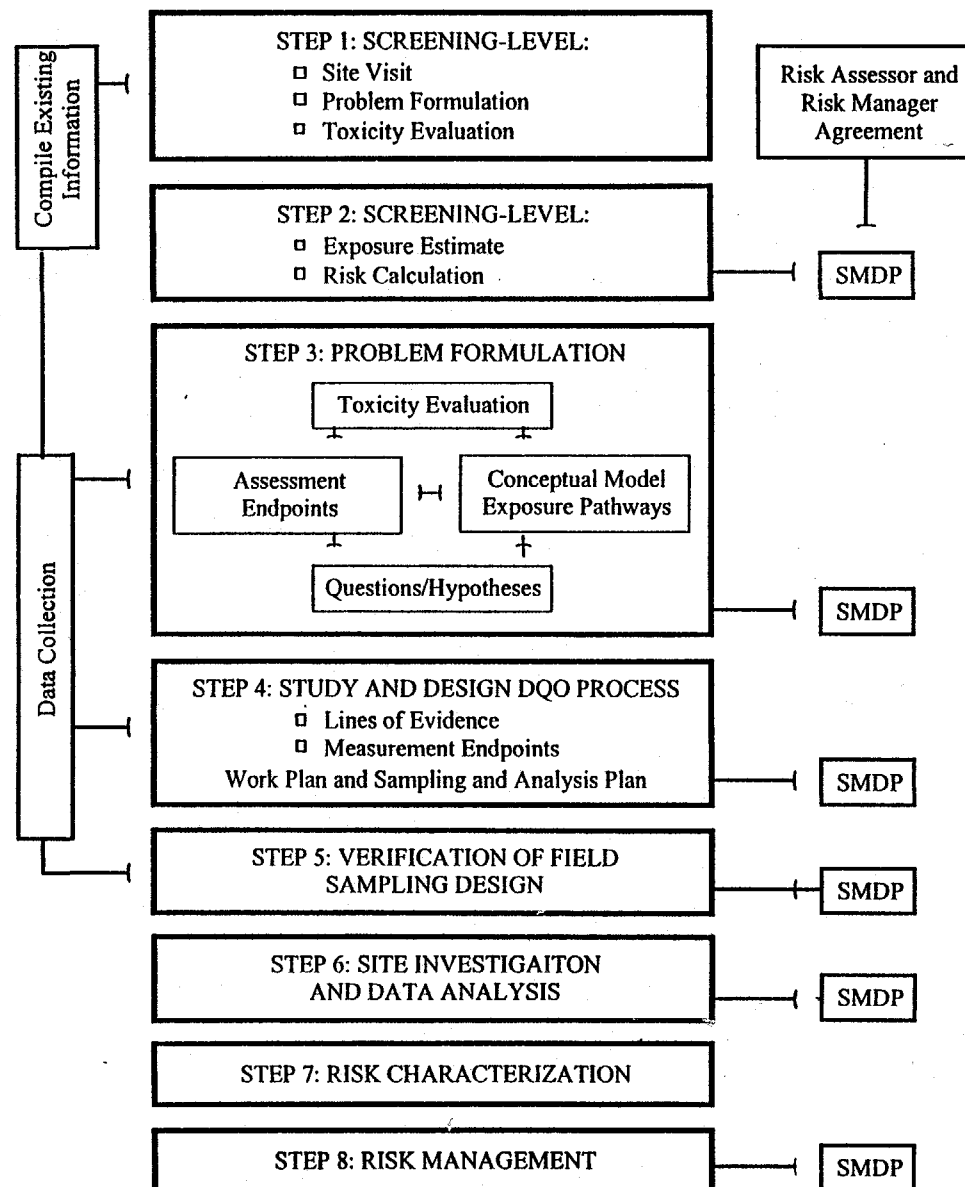 Compile Existing
Information
STEP 1: SCREENING-LEVEL:
Site Visit
Problem Formulation
Toxicity Evaluation
Risk Assessor and
Risk Manager
Agreement
STEP 2: SCREENING-LEVEL:
Exposure Estimate
Risk Calculation
SMDP
STEP 3: PROBLEM FORMULATION
Toxicity Evaluation
Assessment
Endpoints
Conceptual Model
Exposure Pathways
Questions/Hypotheses
SMDP
Data Collection
STEP 4: STUDY AND DESIGN DQO PROCESS
Lines of Evidence
Measurement Endpoints
Work Plan and Sampling and Analysis Plan
SMDP
STEP 5: VERIFICATION OF FIELD
SAMPLING DESIGN
SMDP
STEP 6: SITE INVESTIGAITON
AND DATA ANALYSIS
SMDP
STEP 7: RISK CHARACTERIZATION
STEP 8: RISK MANAGEMENT
SMDP